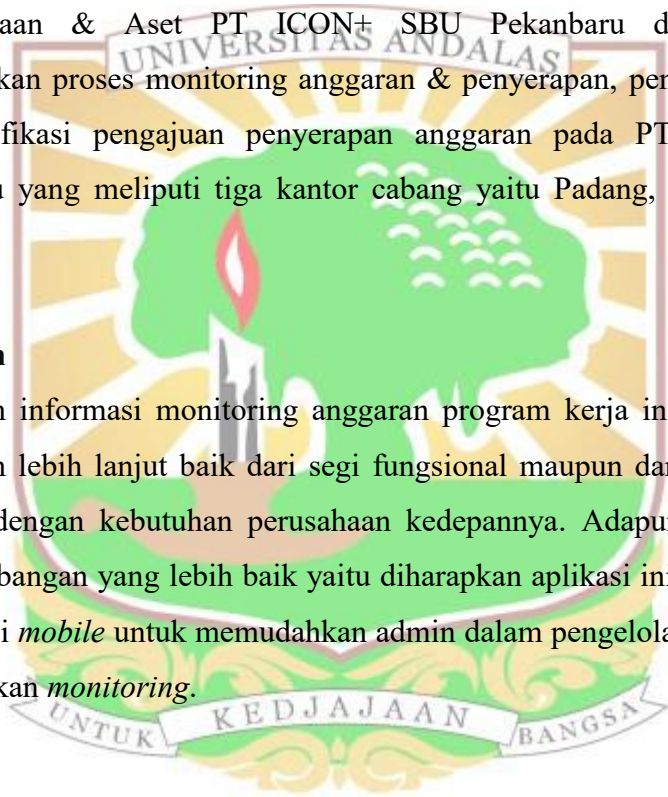 aan & Aset PT ICON+ SBU Pekanbaru d
UNIVERSITAS ANDALAS
kan proses monitoring anggaran & penyerapan, per
fikasi pengajuan penyerapan anggaran pada PT
u yang meliputi tiga kantor cabang yaitu Padang,
n
n informasi monitoring anggaran program kerja in
n lebih lanjut baik dari segi fungsional maupun dar
dengan kebutuhan perusahaan kedepannya. Adapu
bangan yang lebih baik yaitu diharapkan aplikasi ini
i mobile untuk memudahkan admin dalam pengelola
kan monitoring.
UNTUK KEDJAJAAN BANGSA